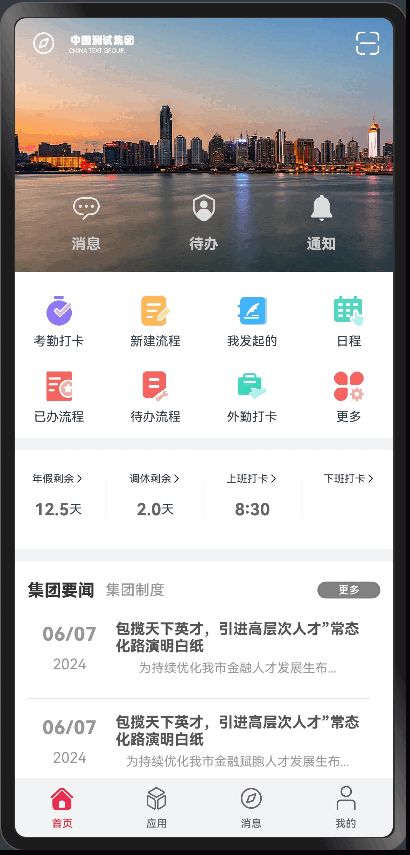 中国测试集团
CHINA TEXT GROUP.
消息 待办 通知
考勤打卡 新建流程 我发起的 日程
已办流程 待办流程 外勤打卡 更多
年假剩余 调休剩余 上班打卡 下班打卡
12.5天 2.0天 8:30
集团要闻 集团制度 更多
06/07
2024
包揽天下英才，引进高层次人才”常态
化路演明白纸
为持续优化我市金融人才发展生布...
06/07
2024
包揽天下英才，引进高层次人才”常态
化路演明白纸
为持续优化我市金融赋胞人才发展生布...
首页 应用 消息 我的